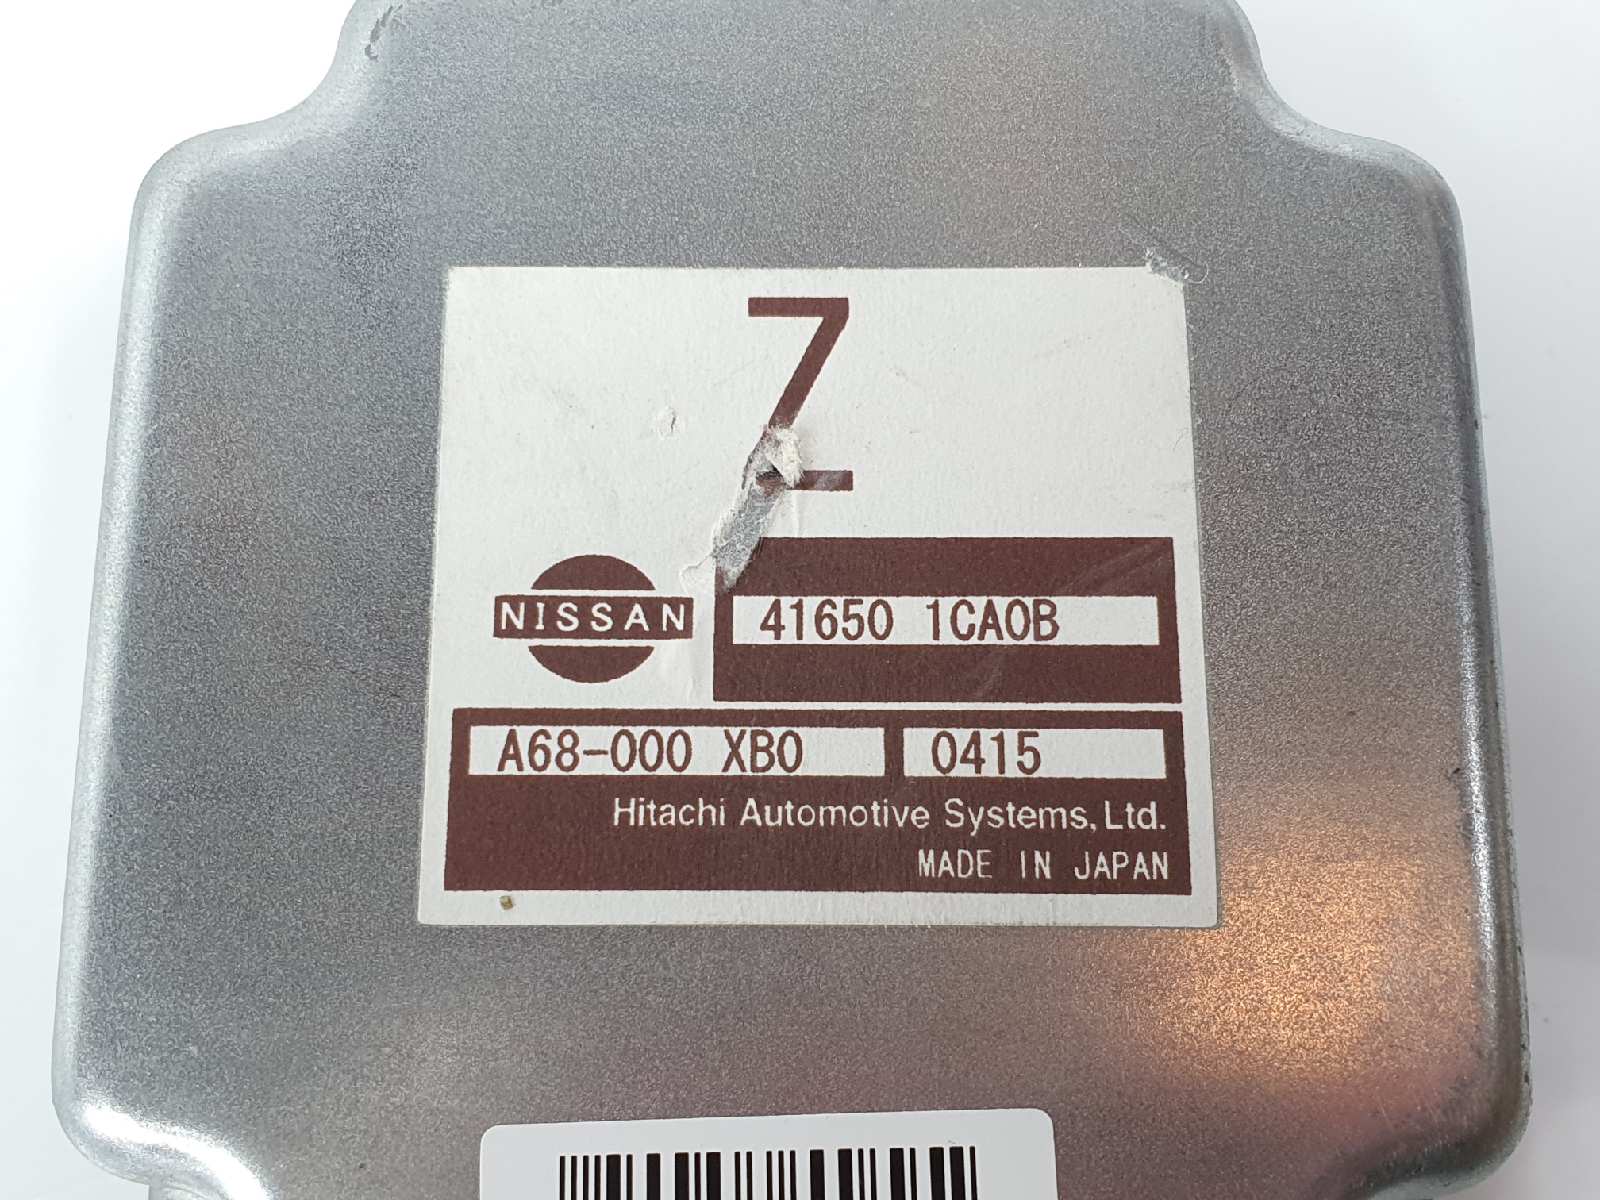 Z
NISSAN
41650 1CA0B
A68-000 XB0
0415
Hitachi Automotive Systems, Ltd.
MADE IN JAPAN